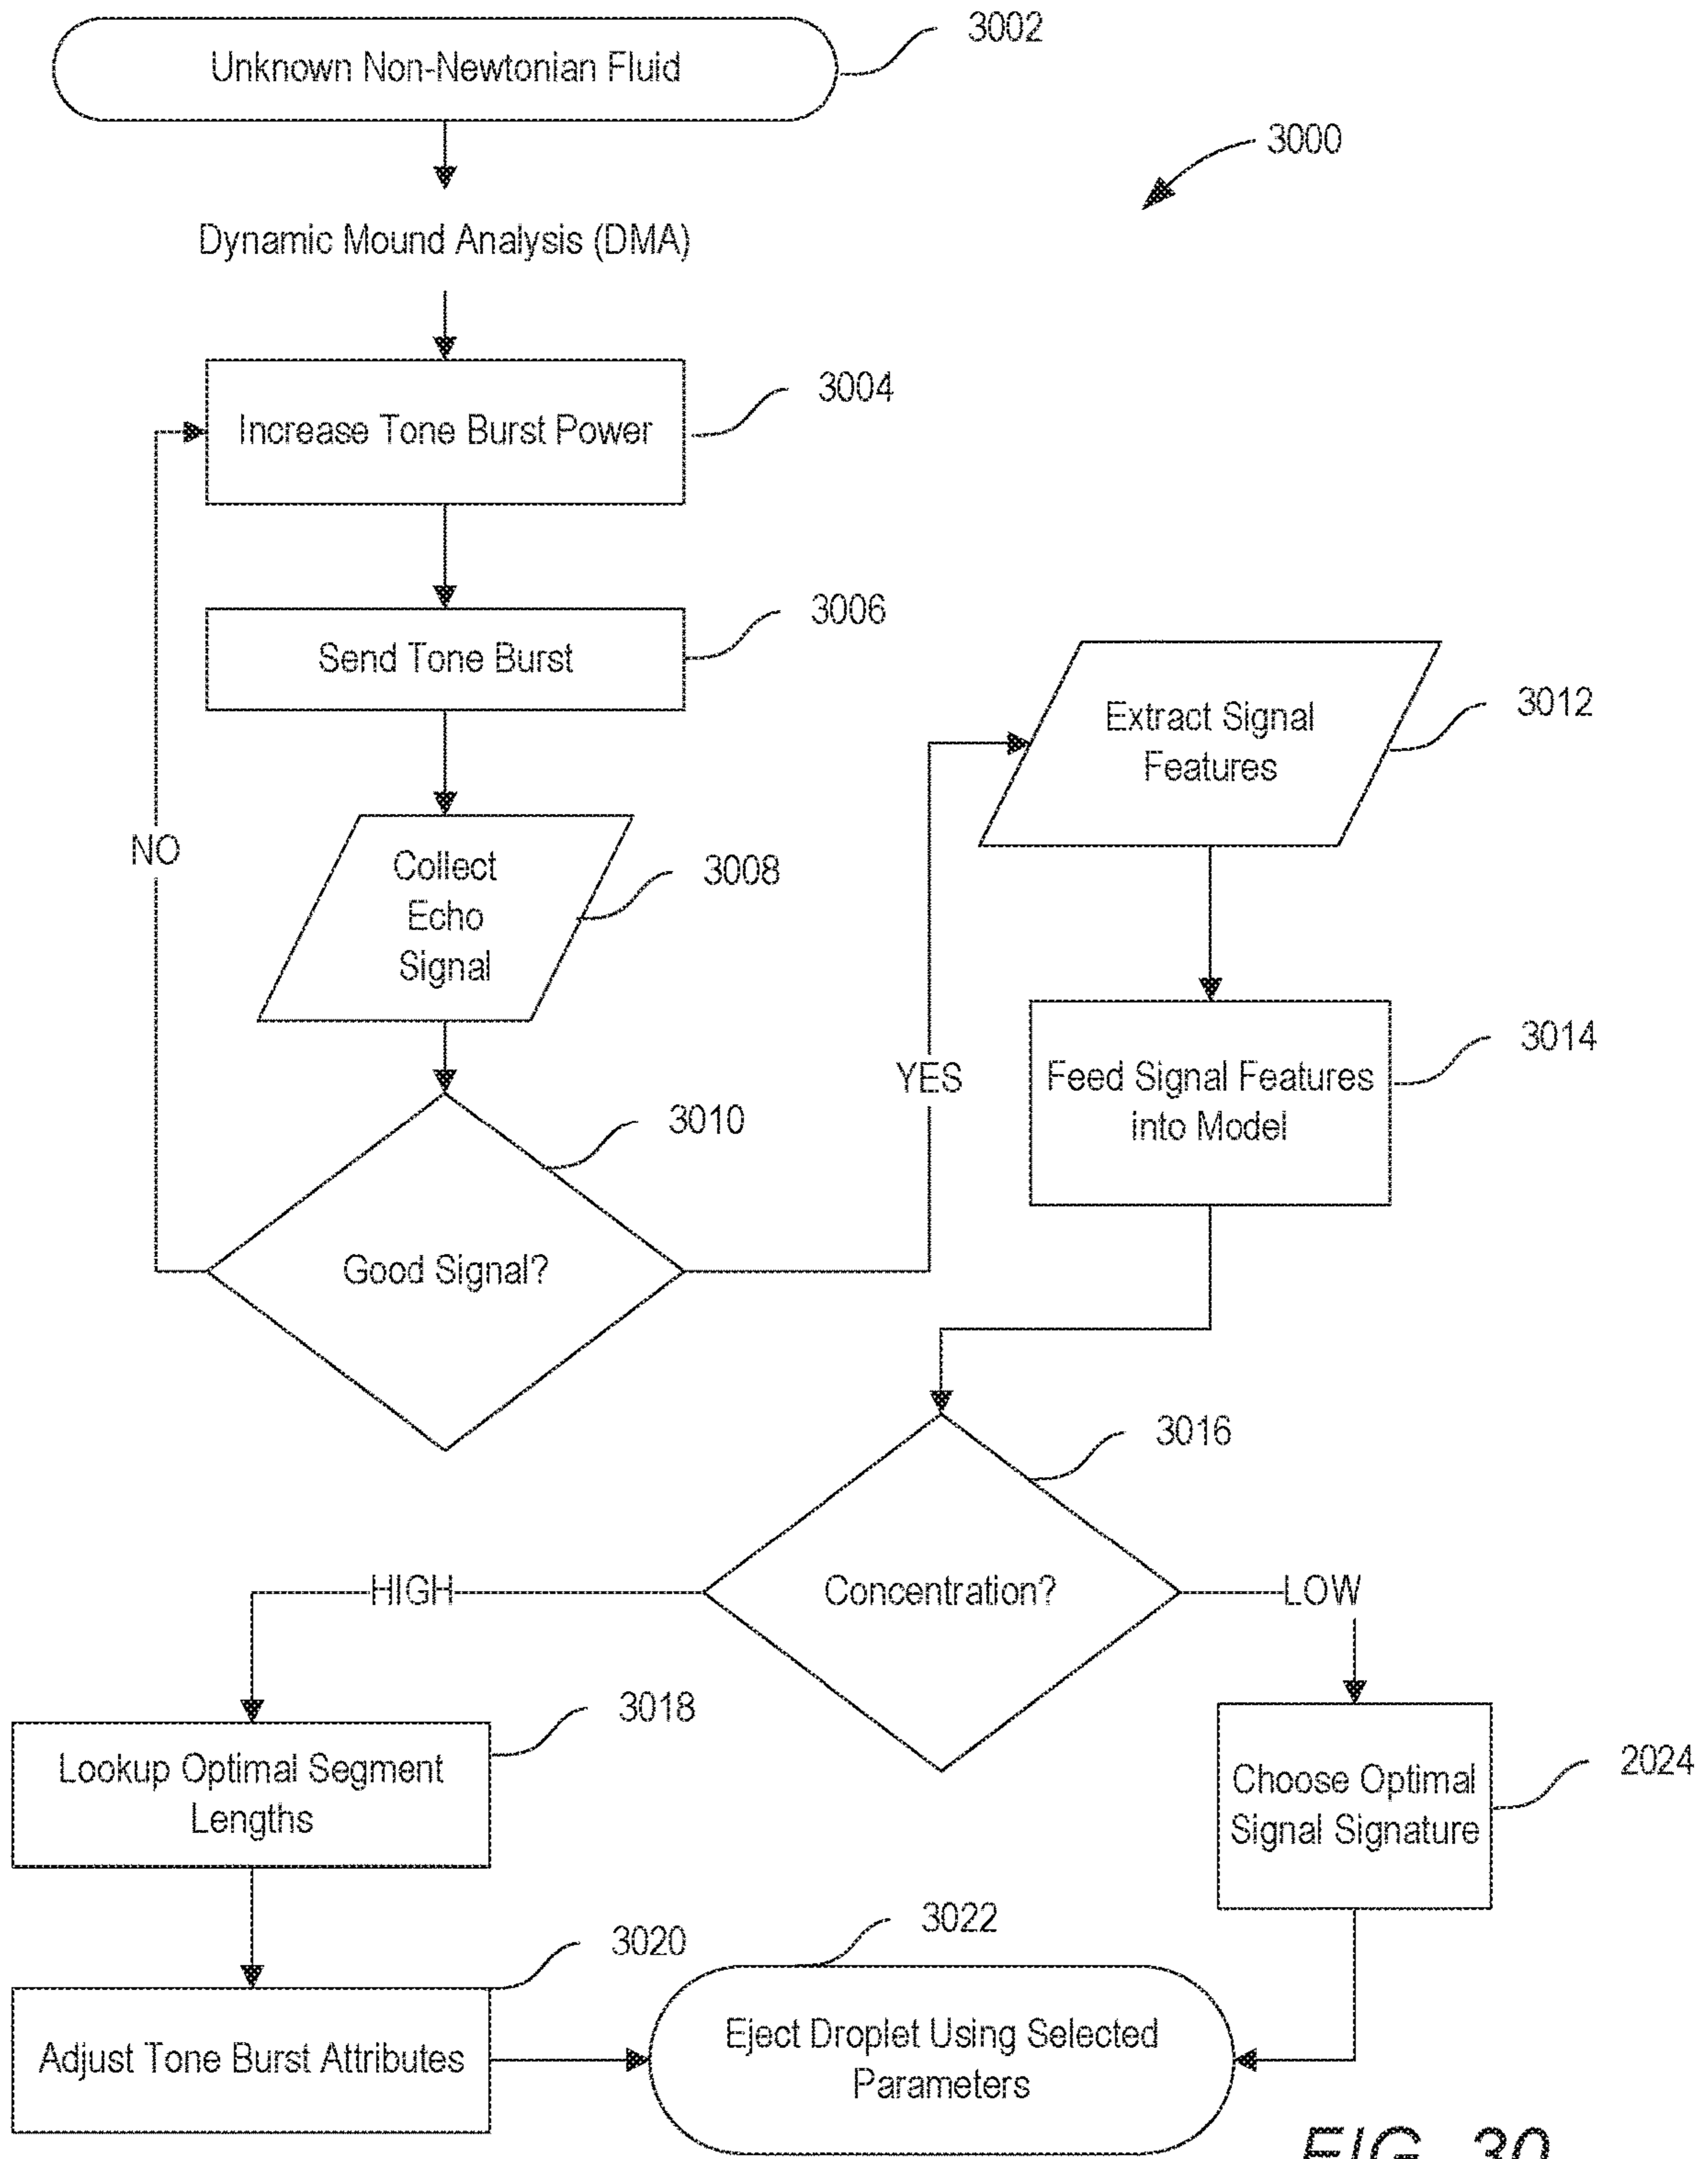 Unknown Non-Newtonian Fluid
3002
3000
Dynamic Mound Analysis (DMA)
Increase Tone Burst Power
3004
Send Tone Burst
3006
Collect
Echo
Signal
3008
NO
Good Signal?
3010
YES
Extract Signal
Features
3012
Feed Signal Features
into Model
3014
Concentration?
3016
HIGH
LOW
Lookup Optimal Segment
Lengths
3018
Choose Optimal
Signal Signature
2024
Adjust Tone Burst Attributes
3020
Eject Droplet Using Selected
Parameters
3022
FIG. 30